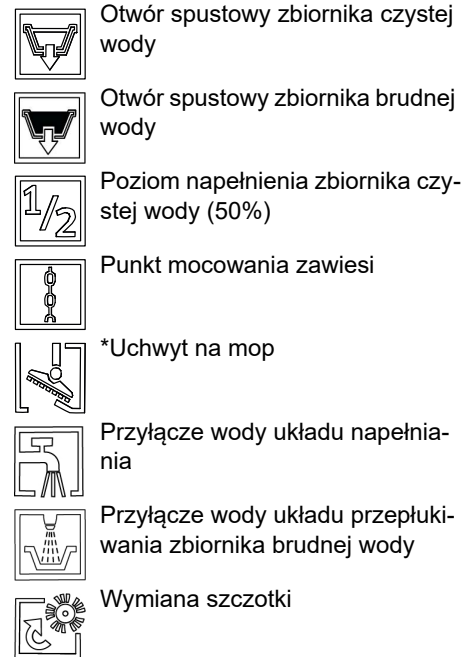 Otwór spustowy zbiornika czystej
wody
Otwór spustowy zbiornika brudnej
wody
1/2
Poziom napełnienia zbiornika czy-
stej wody (50%)
Punkt mocowania zawiesi
*Uchwyt na mop
Przyłącze wody układu napełnia-
nia
Przyłącze wody układu przepłuki-
wania zbiornika brudnej wody
Wymiana szczotki